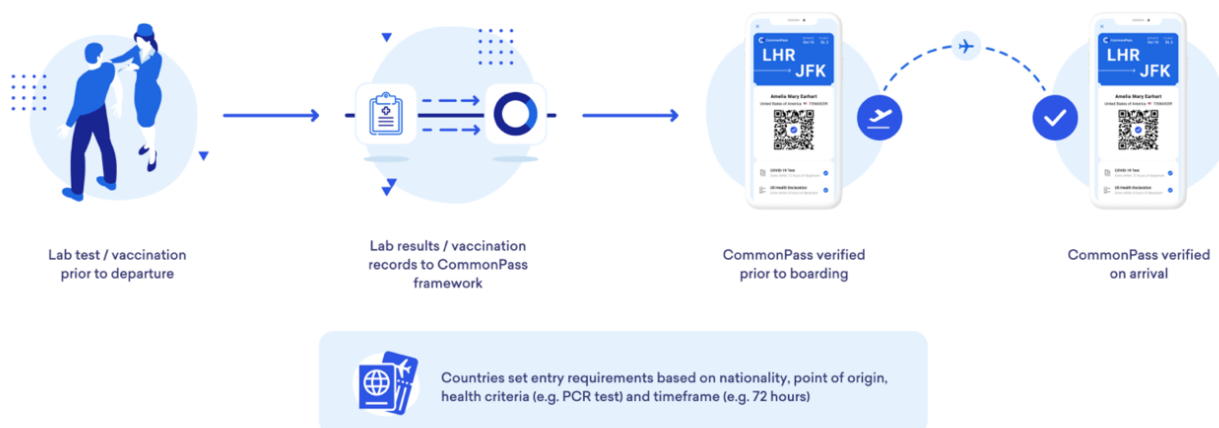 Lab test / vaccination
prior to departure
Lab results / vaccination
records to CommonPass
framework
CommonPass
LHR
JFK
Amelia Mary Earhart
United States of America
COVID-19 Test
US Health Declaration
CommonPass verified
prior to boarding
CommonPass
LHR
JFK
Amelia Mary Earhart
United States of America
COVID-19 Test
US Health Declaration
CommonPass verified
on arrival
Countries set entry requirements based on nationality, point of origin,
health criteria (e.g. PCR test) and timeframe (e.g. 72 hours)